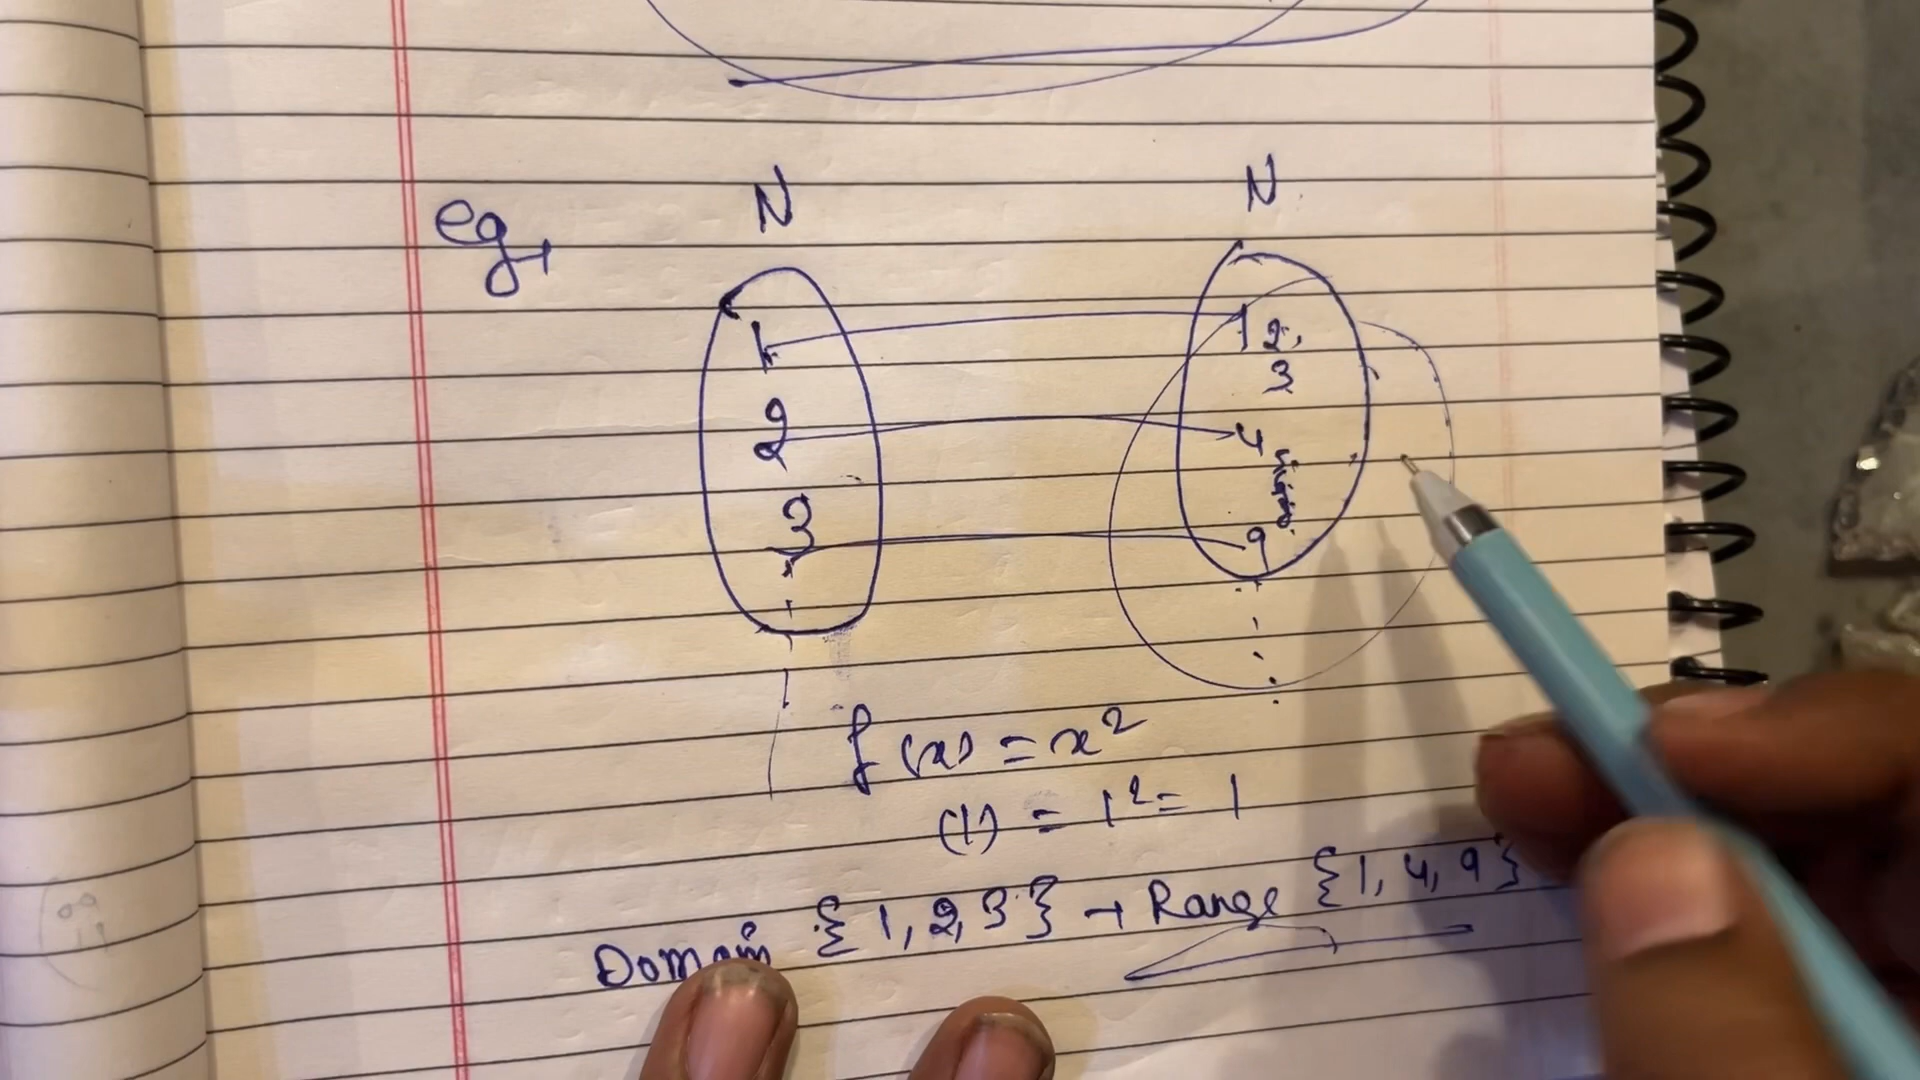 eg→
N N
1 1 2,
3
2 4
3 9
f(x) = x²
(1) = 1² = 1
Domain {1,2,3} → Range {1, 4, 9}